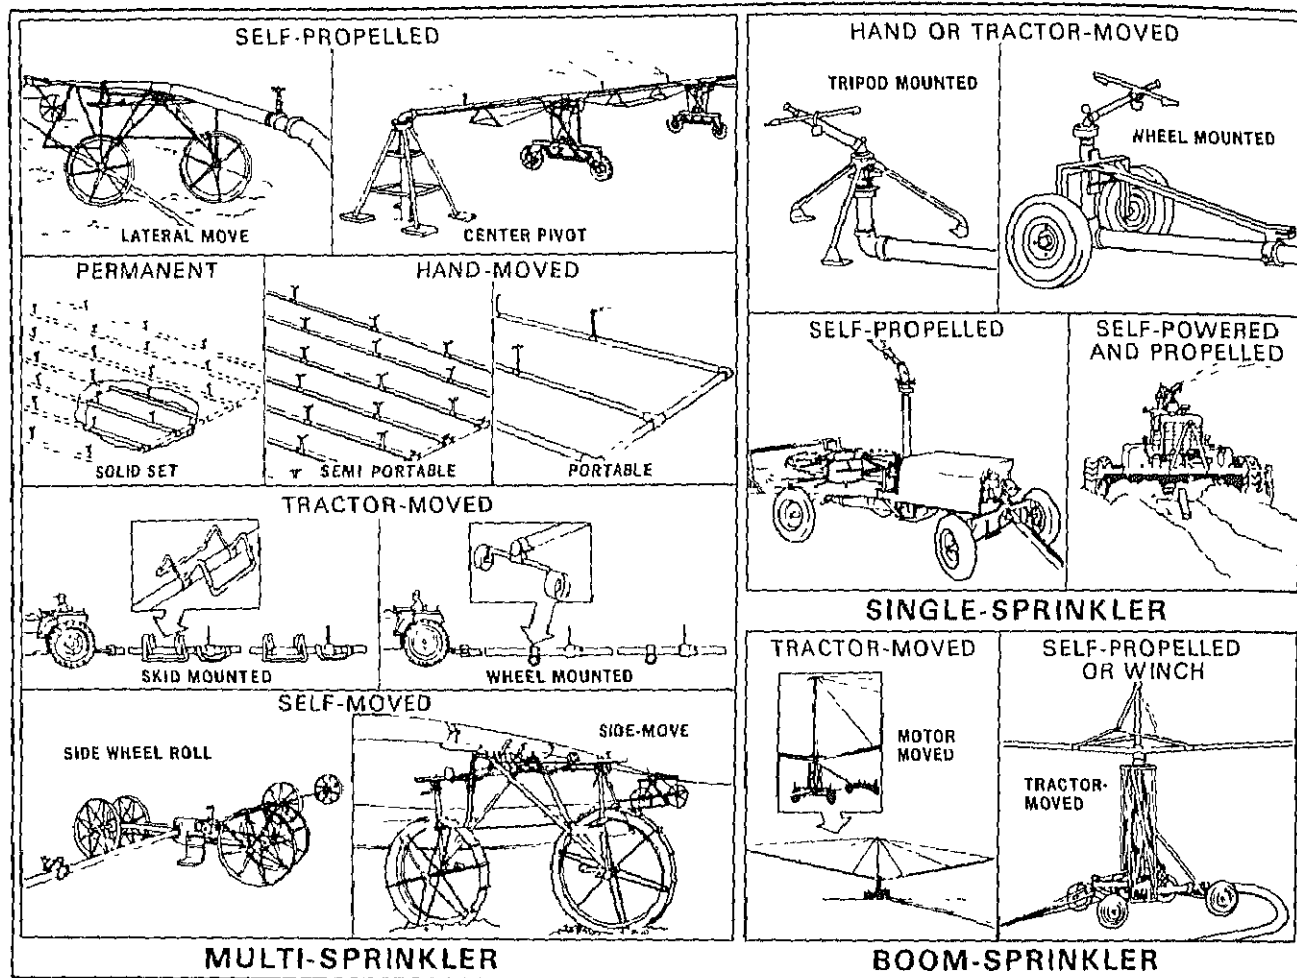 SELF-PROPELLED
LATERAL MOVE
CENTER PIVOT
PERMANENT
HAND-MOVED
SOLID SET
SEMI PORTABLE
PORTABLE
TRACTOR-MOVED
SKID MOUNTED
WHEEL MOUNTED
SELF-MOVED
SIDE WHEEL ROLL
SIDE-MOVE
MULTI-SPRINKLER
HAND OR TRACTOR-MOVED
TRIPOD MOUNTED
WHEEL MOUNTED
SELF-PROPELLED
SELF-POWERED
AND PROPELLED
SINGLE-SPRINKLER
TRACTOR-MOVED
MOTOR
MOVED
SELF-PROPELLED
OR WINCH
TRACTOR-
MOVED
BOOM-SPRINKLER